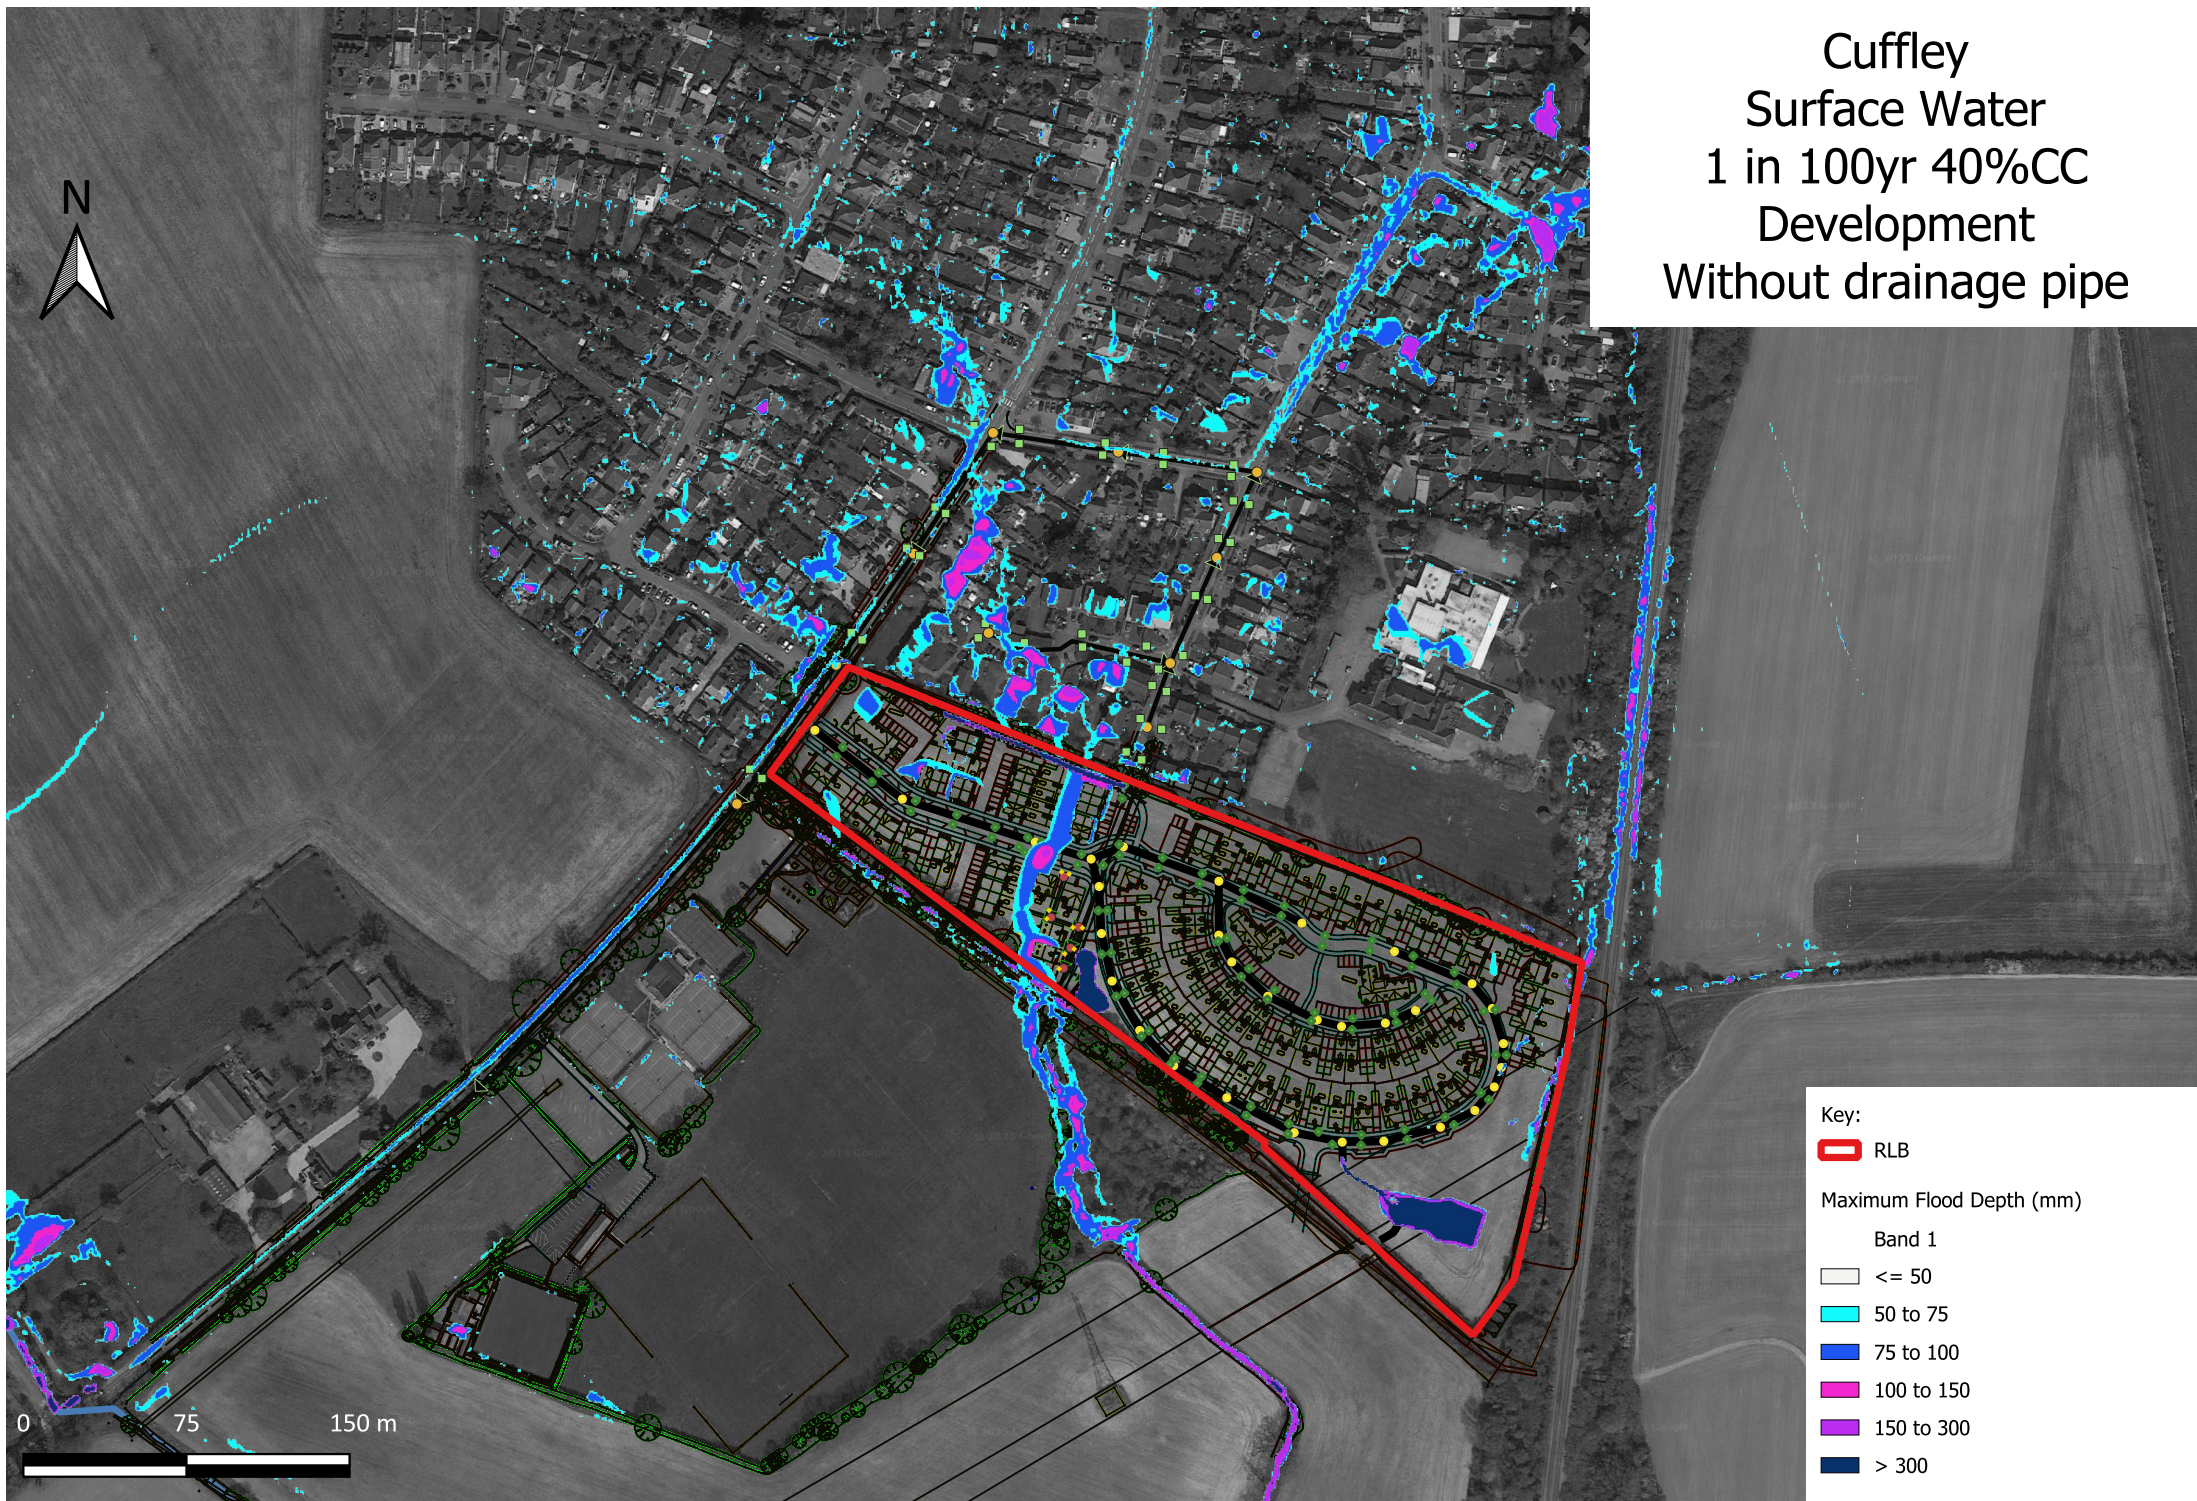 Cuffley
Surface Water
1 in 100yr 40%CC
Development
Without drainage pipe
N
Key:
RLB
Maximum Flood Depth (mm)
Band 1
<= 50
50 to 75
75 to 100
100 to 150
150 to 300
> 300
0 75 150 m